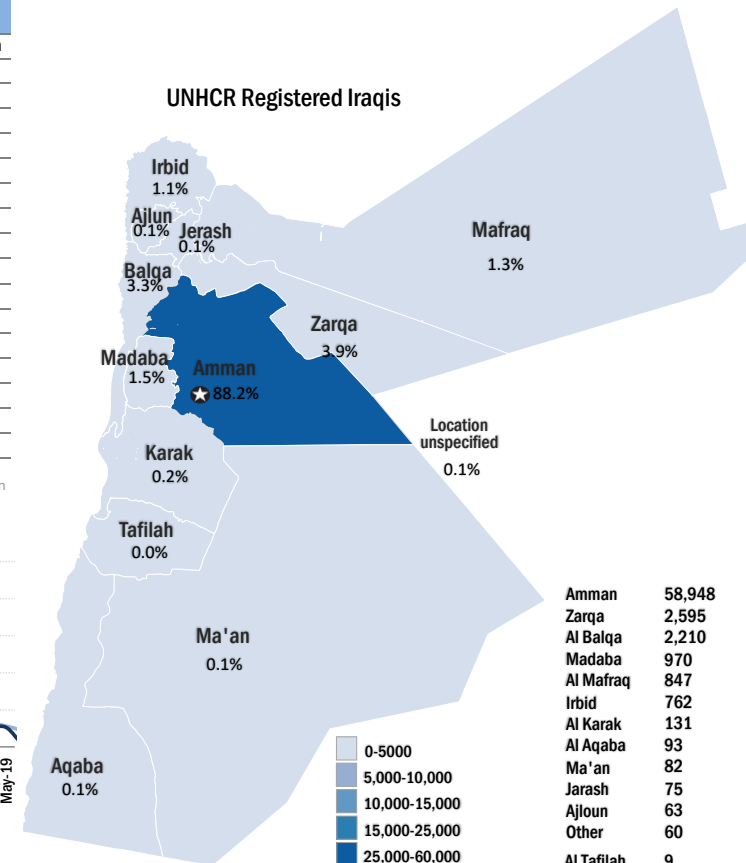 UNHCR Registered Iraqis
Irbid
1.1%
Ajlun
0.1%
Jerash
0.1%
Mafraq
1.3%
Balqa
3.3%
Zarqa
3.9%
Madaba
1.5%
Amman
88.2%
Location
unspecified
0.1%
Karak
0.2%
Tafilah
0.0%
Ma'an
0.1%
Aqaba
0.1%
May-19
0-5000
5,000-10,000
10,000-15,000
15,000-25,000
25,000-60,000
Amman 58,948
Zarqa 2,595
Al Balqa 2,210
Madaba 970
Al Mafraq 847
Irbid 762
Al Karak 131
Al Aqaba 93
Ma'an 82
Jarash 75
Ajloun 63
Other 60
Al Tafilah 9